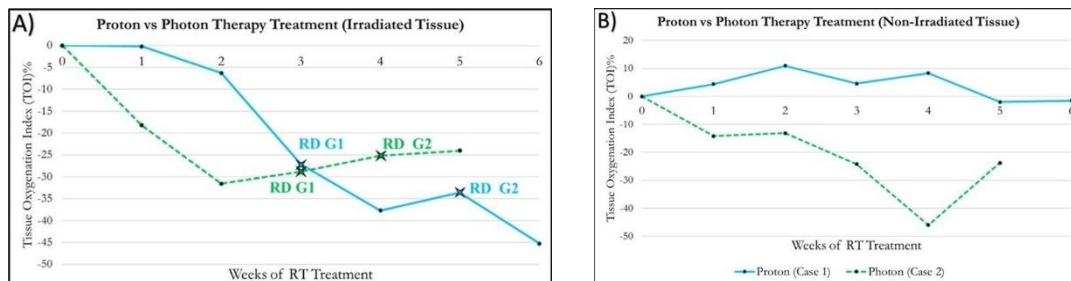 A)
Proton vs Photon Therapy Treatment (Irradiated Tissue)
Tissue Oxygenation Index (TOI)%
0
-5
-10
-15
-20
-25
-30
-35
-40
-45
-50
0 1 2 3 4 5 6
RD G1
RD G2
RD G1
RD G2
Weeks of RT Treatment
B)
Proton vs Photon Therapy Treatment (Non-Irradiated Tissue)
Tissue Oxygenation Index (TOI)%
20
10
0
-10
-20
-30
-40
-50
0 1 2 3 4 5 6
Weeks of RT Treatment
Proton (Case 1) Photon (Case 2)